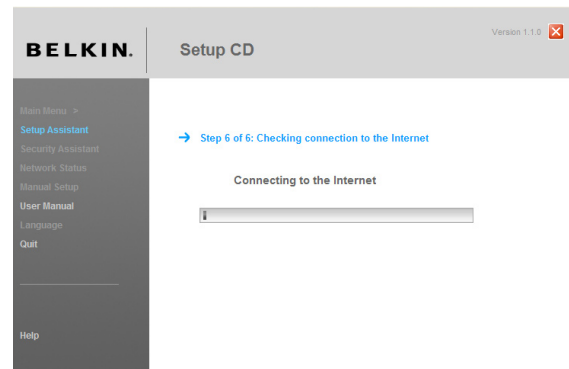 BELKIN.
Setup CD
Version 1.1.0
Main Menu >
Setup Assistant
Security Assistant
Network Status
Manual Setup
User Manual
Language
Quit
Help
Step 6 of 6: Checking connection to the Internet
Connecting to the Internet